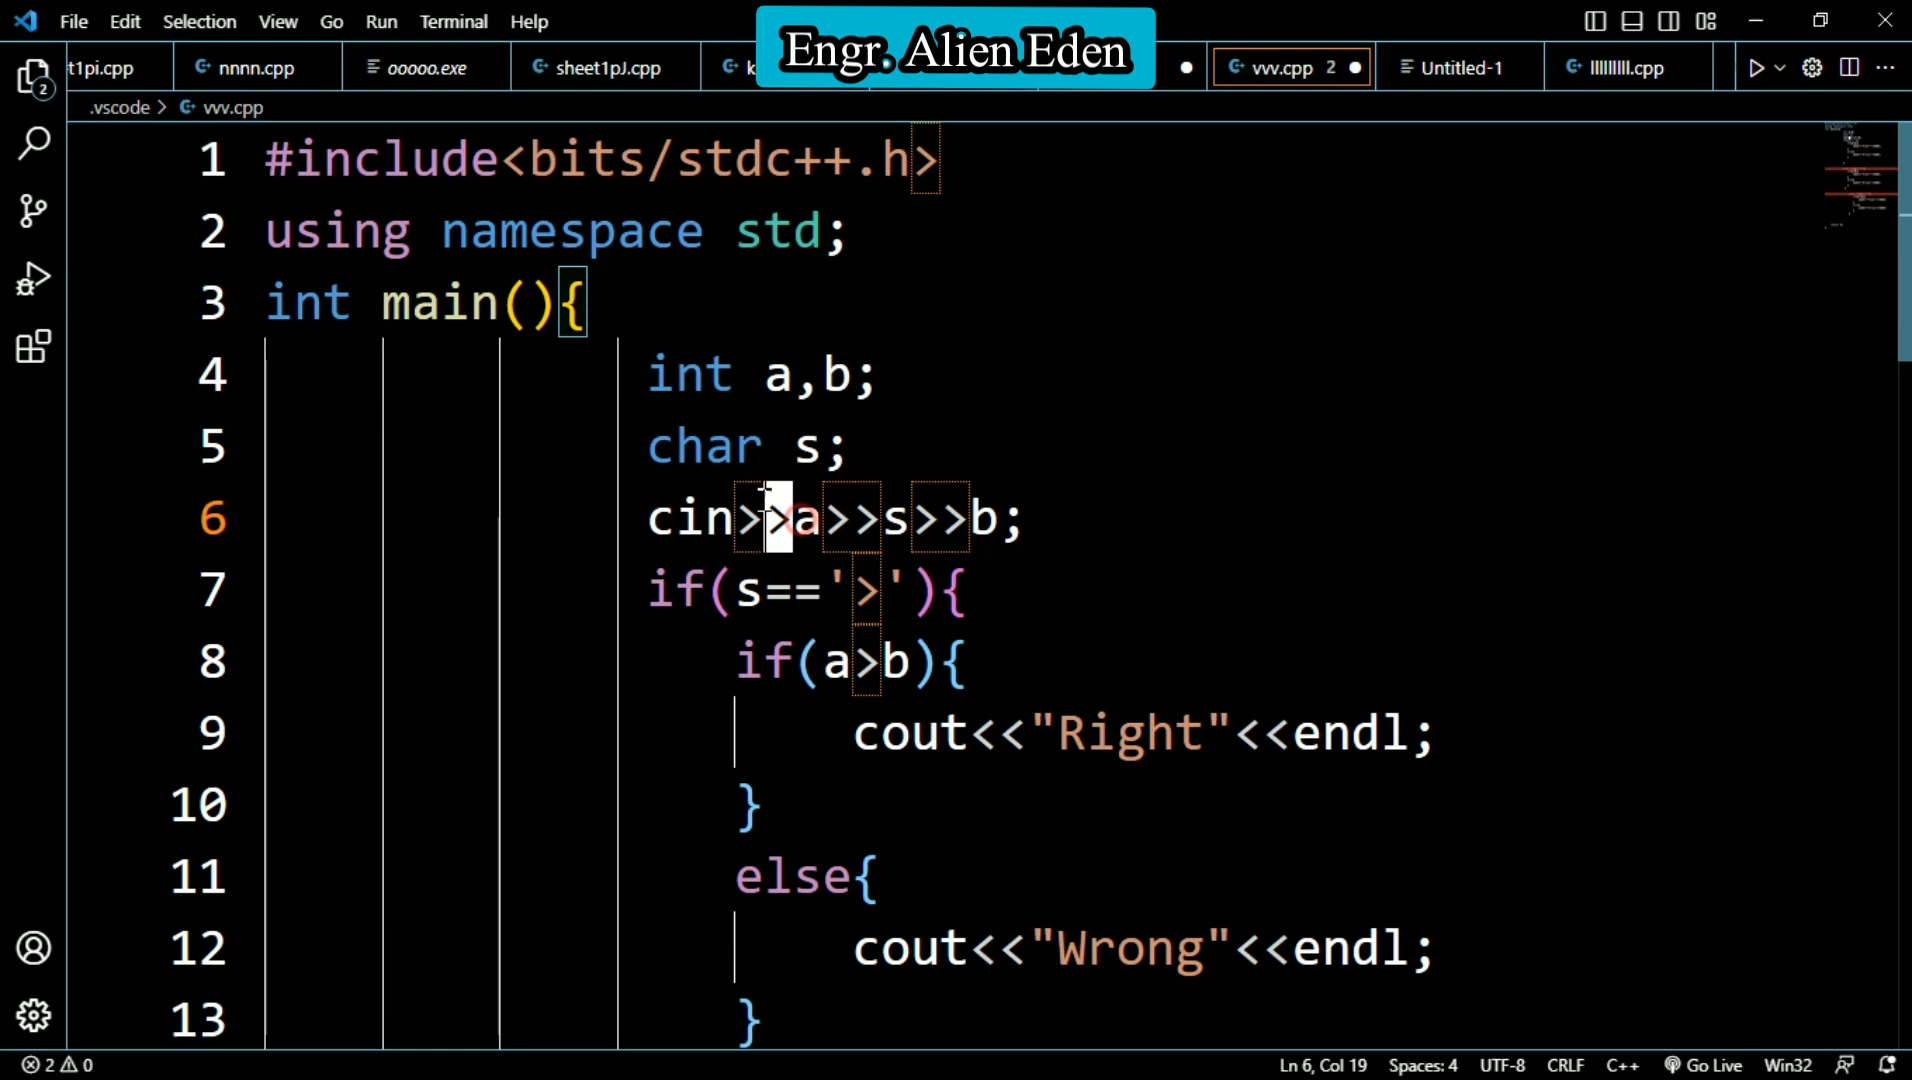 File Edit Selection View Go Run Terminal Help
Engr. Alien Eden
t1pi.cpp nnnn.cpp ooooo.exe sheet1pJ.cpp k vvv.cpp 2 Untitled-1 lllllllll.cpp
.vscode > vvv.cpp
1 #include<bits/stdc++.h>
2 using namespace std;
3 int main(){
4 int a,b;
5 char s;
6 cin>>a>>s>>b;
7 if(s=='>'){
8 if(a>b){
9 cout<<"Right"<<endl;
10 }
11 else{
12 cout<<"Wrong"<<endl;
13 }
2
2 0 Ln 6, Col 19 Spaces: 4 UTF-8 CRLF C++ Go Live Win32